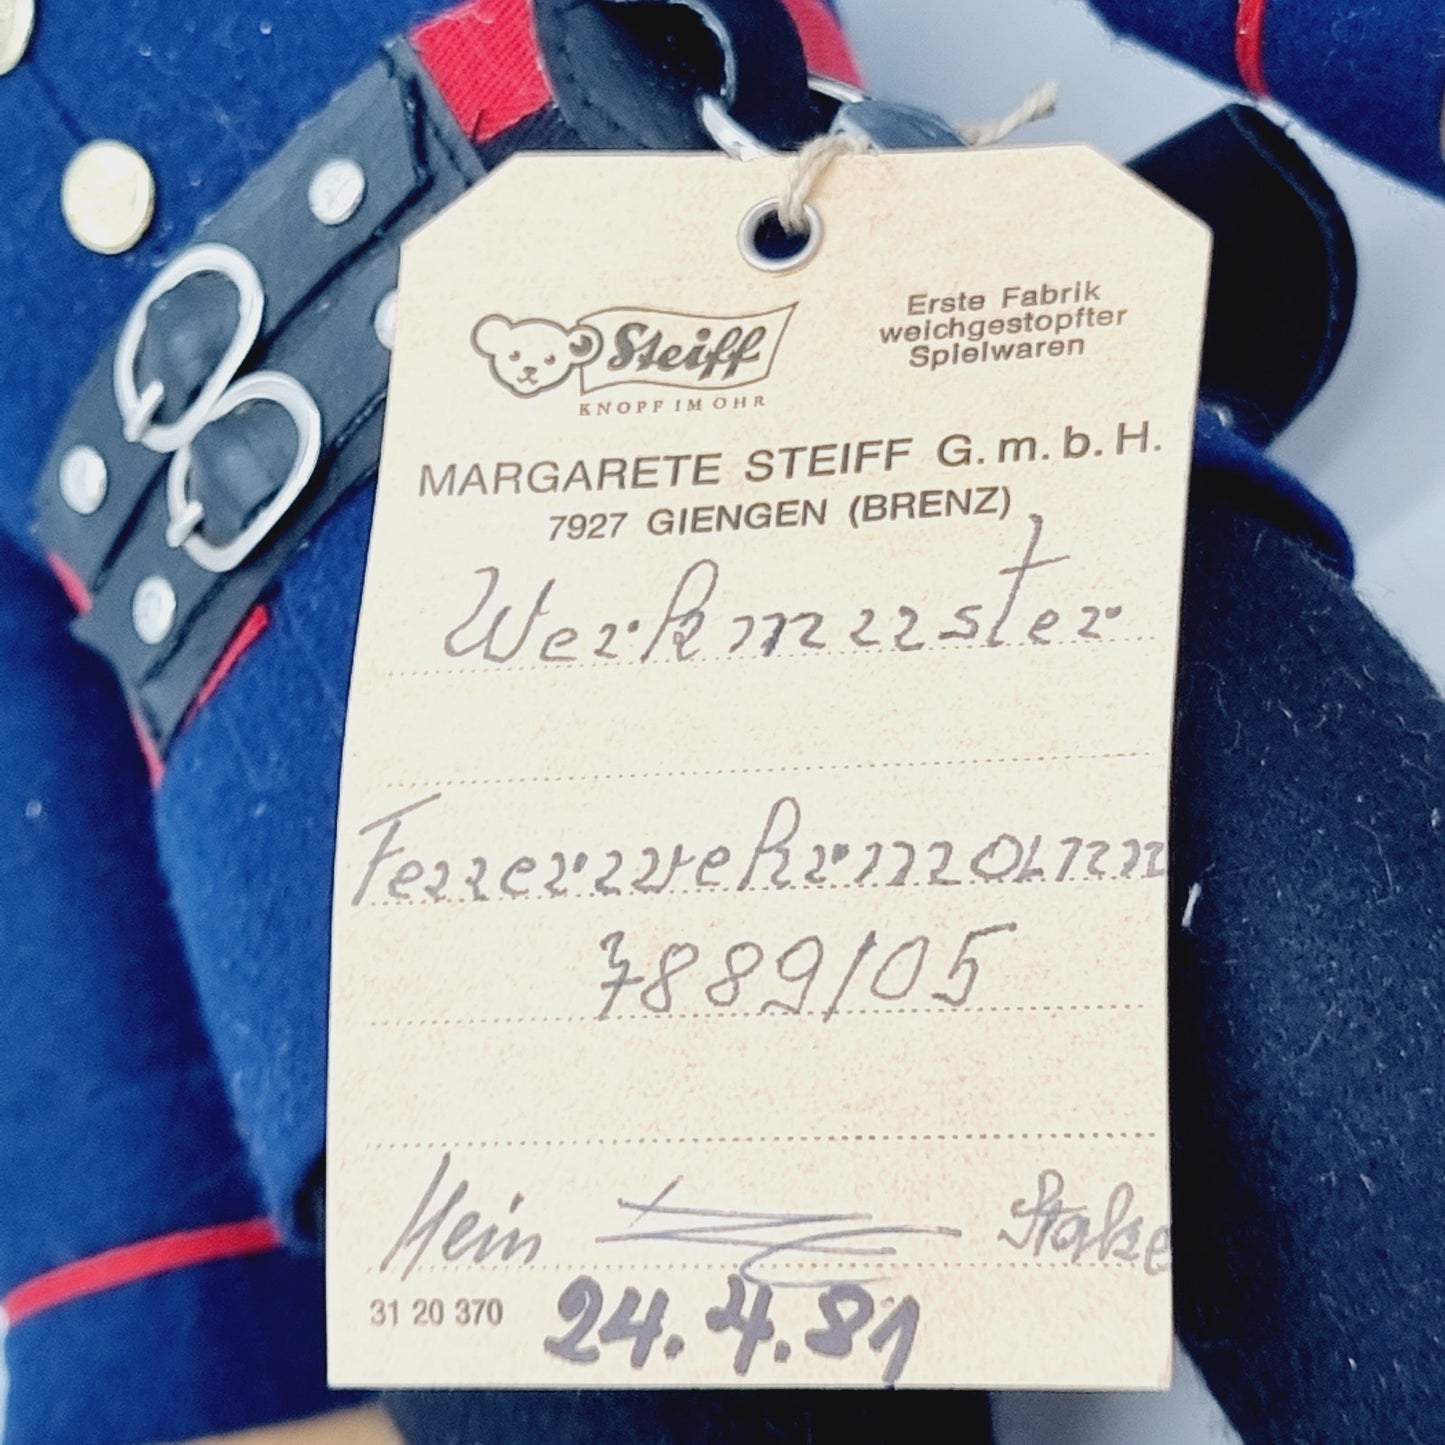 Steiff
KNOPF IM OHR
Erste Fabrik
weichgestopfter
Spielwaren
MARGARETE STEIFF G.m.b.H.
7927 GIENGEN (BRENZ)
Werkmuster
Feuerwehrmann
7889/05
31 20 370
24.4.81